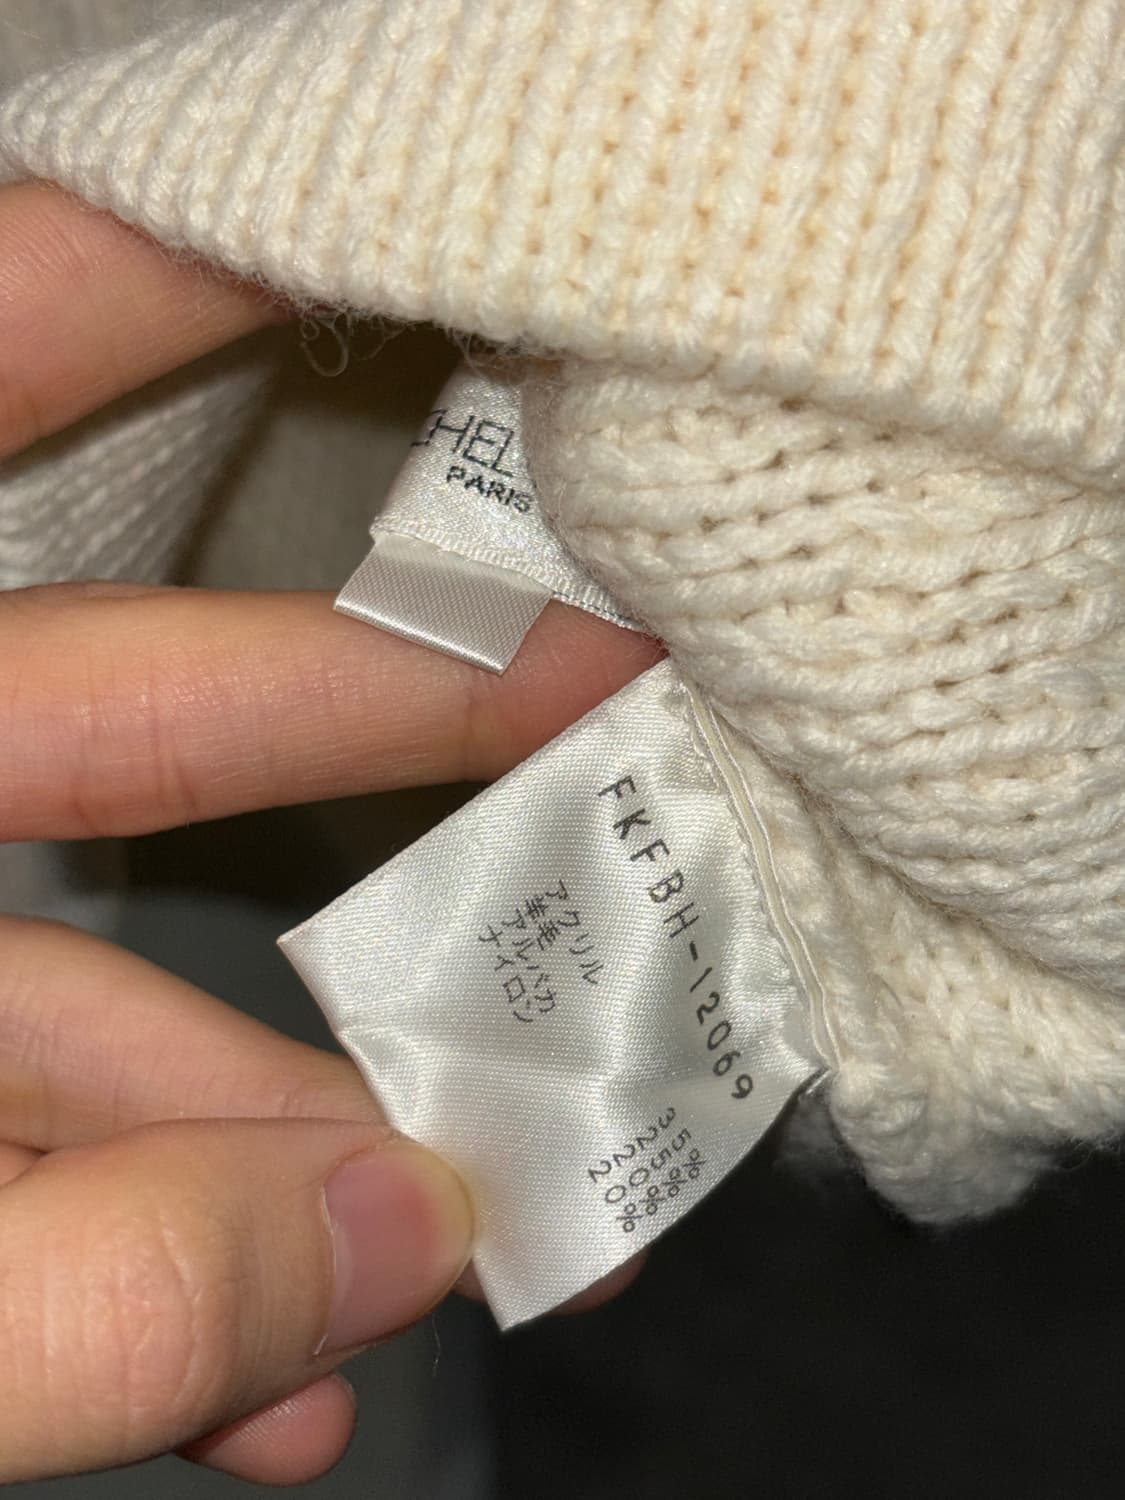 CHEL
PARIS
FKFBH-12069
アクリル 35%
羊毛 25%
アルパカ 20%
ナイロン 20%